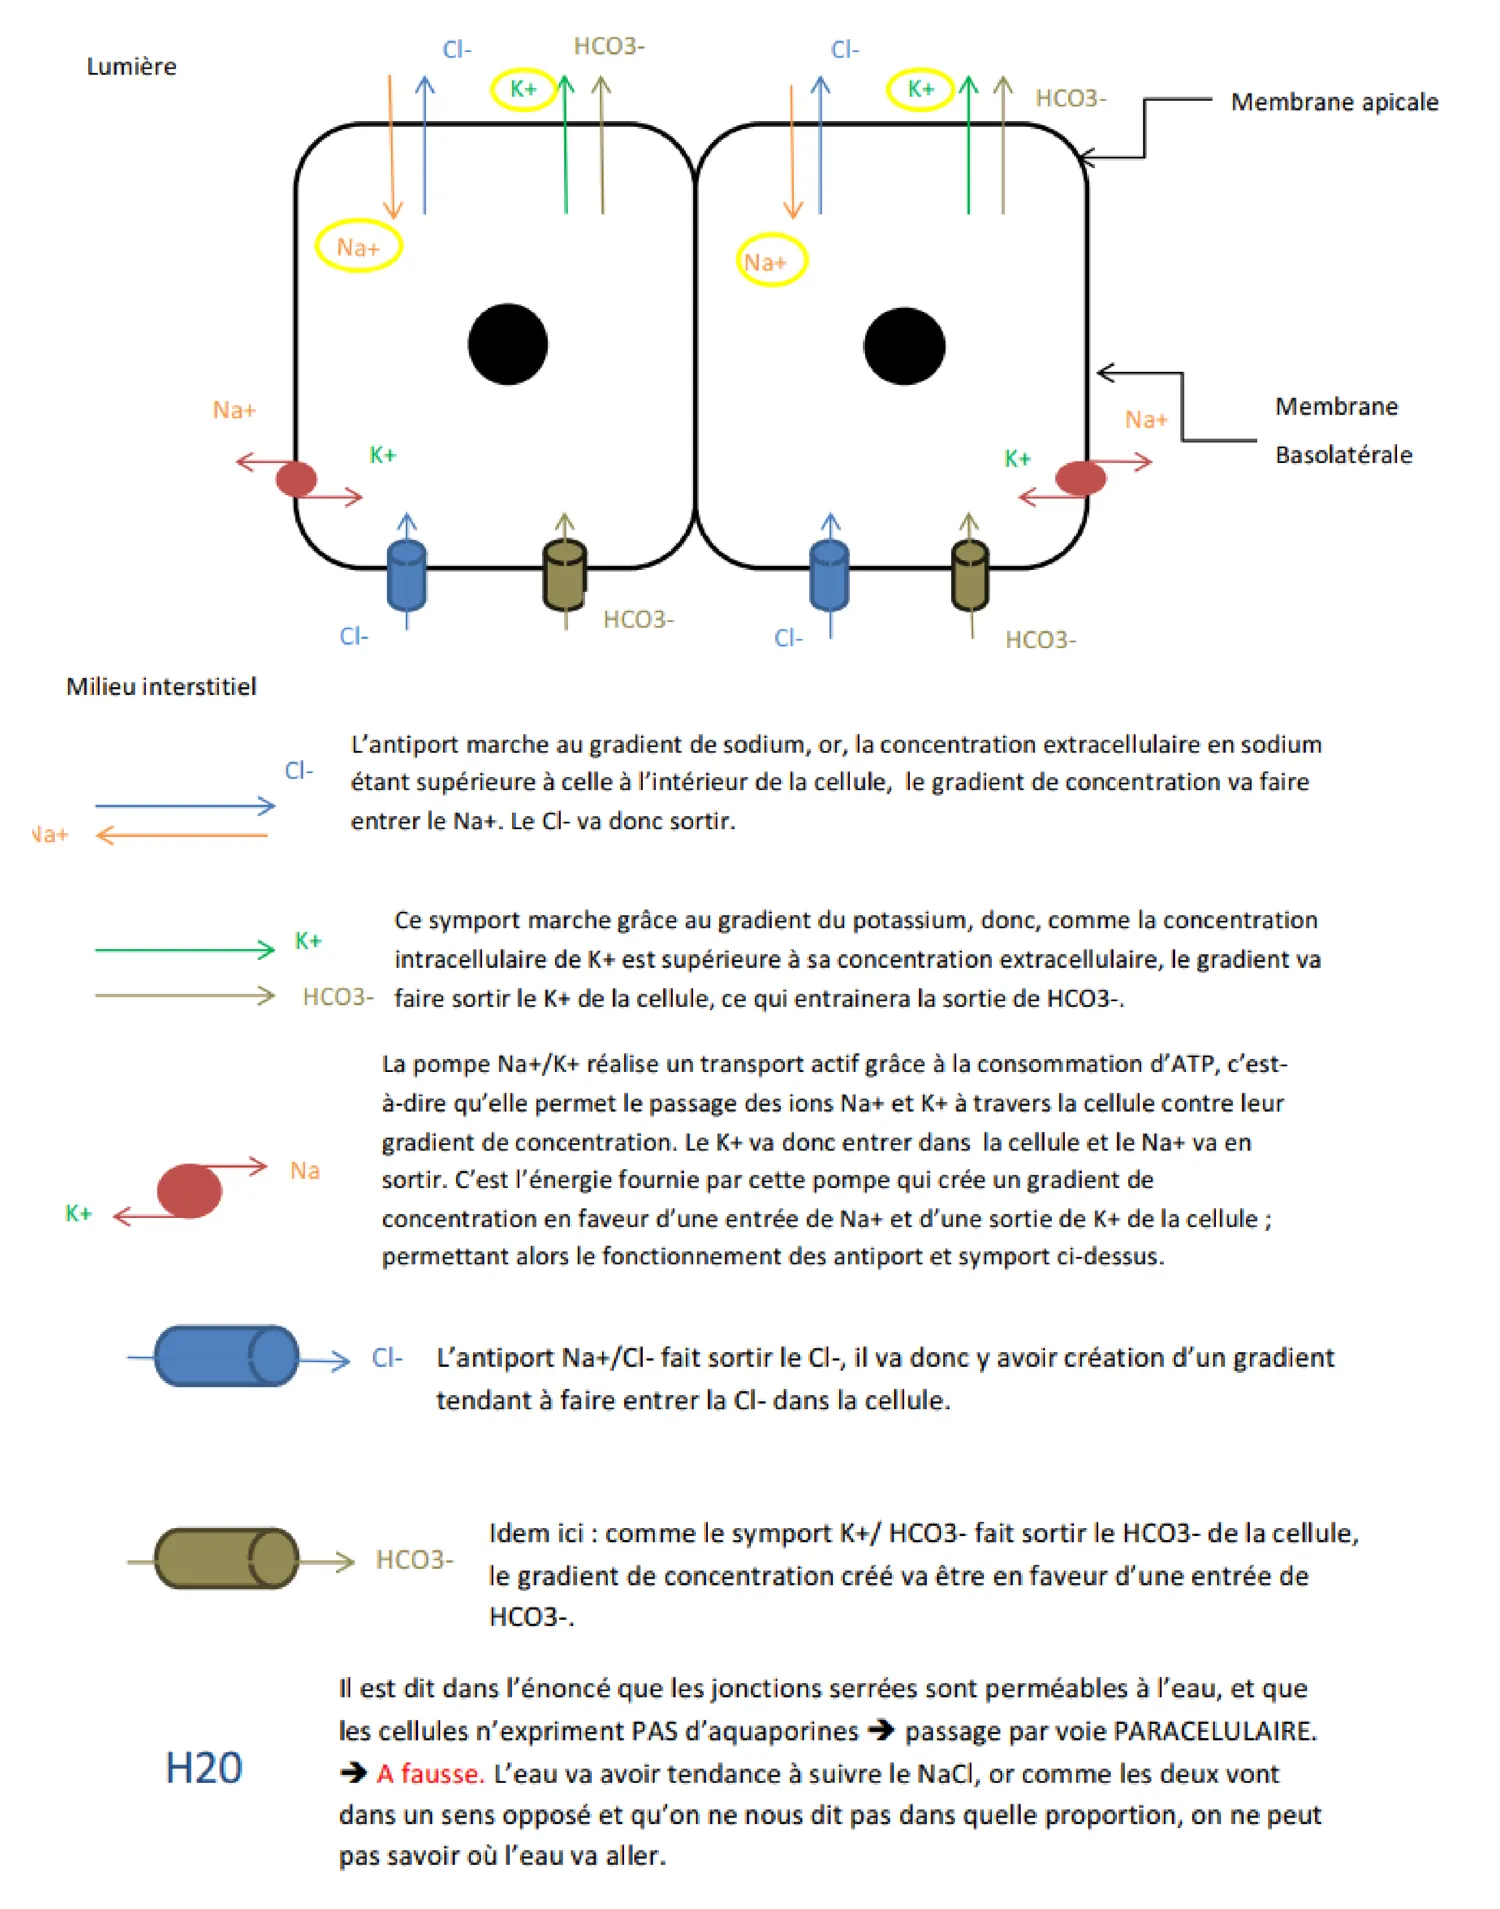 Lumière
Cl-
HCO3-
K+
Cl-
K+
HCO3-
Membrane apicale
Na+
Na+
Na+
K+
K+
Na+
Membrane
Basolatérale
Cl-
HCO3-
Cl-
HCO3-
Milieu interstitiel
Cl-
Na+
L'antiport marche au gradient de sodium, or, la concentration extracellulaire en sodium
étant supérieure à celle à l'intérieur de la cellule, le gradient de concentration va faire
entrer le Na+. Le Cl- va donc sortir.
K+
HCO3-
Ce symport marche grâce au gradient du potassium, donc, comme la concentration
intracellulaire de K+ est supérieure à sa concentration extracellulaire, le gradient va
faire sortir le K+ de la cellule, ce qui entrainera la sortie de HCO3-.
Na
K+
La pompe Na+/K+ réalise un transport actif grâce à la consommation d'ATP, c'est-
à-dire qu'elle permet le passage des ions Na+ et K+ à travers la cellule contre leur
gradient de concentration. Le K+ va donc entrer dans la cellule et le Na+ va en
sortir. C'est l'énergie fournie par cette pompe qui crée un gradient de
concentration en faveur d'une entrée de Na+ et d'une sortie de K+ de la cellule ;
permettant alors le fonctionnement des antiport et symport ci-dessus.
Cl-
L'antiport Na+/Cl- fait sortir le Cl-, il va donc y avoir création d'un gradient
tendant à faire entrer la Cl- dans la cellule.
HCO3-
Idem ici : comme le symport K+/ HCO3- fait sortir le HCO3- de la cellule,
le gradient de concentration créé va être en faveur d'une entrée de
HCO3-.
H20
Il est dit dans l'énoncé que les jonctions serrées sont perméables à l'eau, et que
les cellules n'expriment PAS d'aquaporines ➔ passage par voie PARACELULAIRE.
➔ A fausse. L'eau va avoir tendance à suivre le NaCl, or comme les deux vont
dans un sens opposé et qu'on ne nous dit pas dans quelle proportion, on ne peut
pas savoir où l'eau va aller.